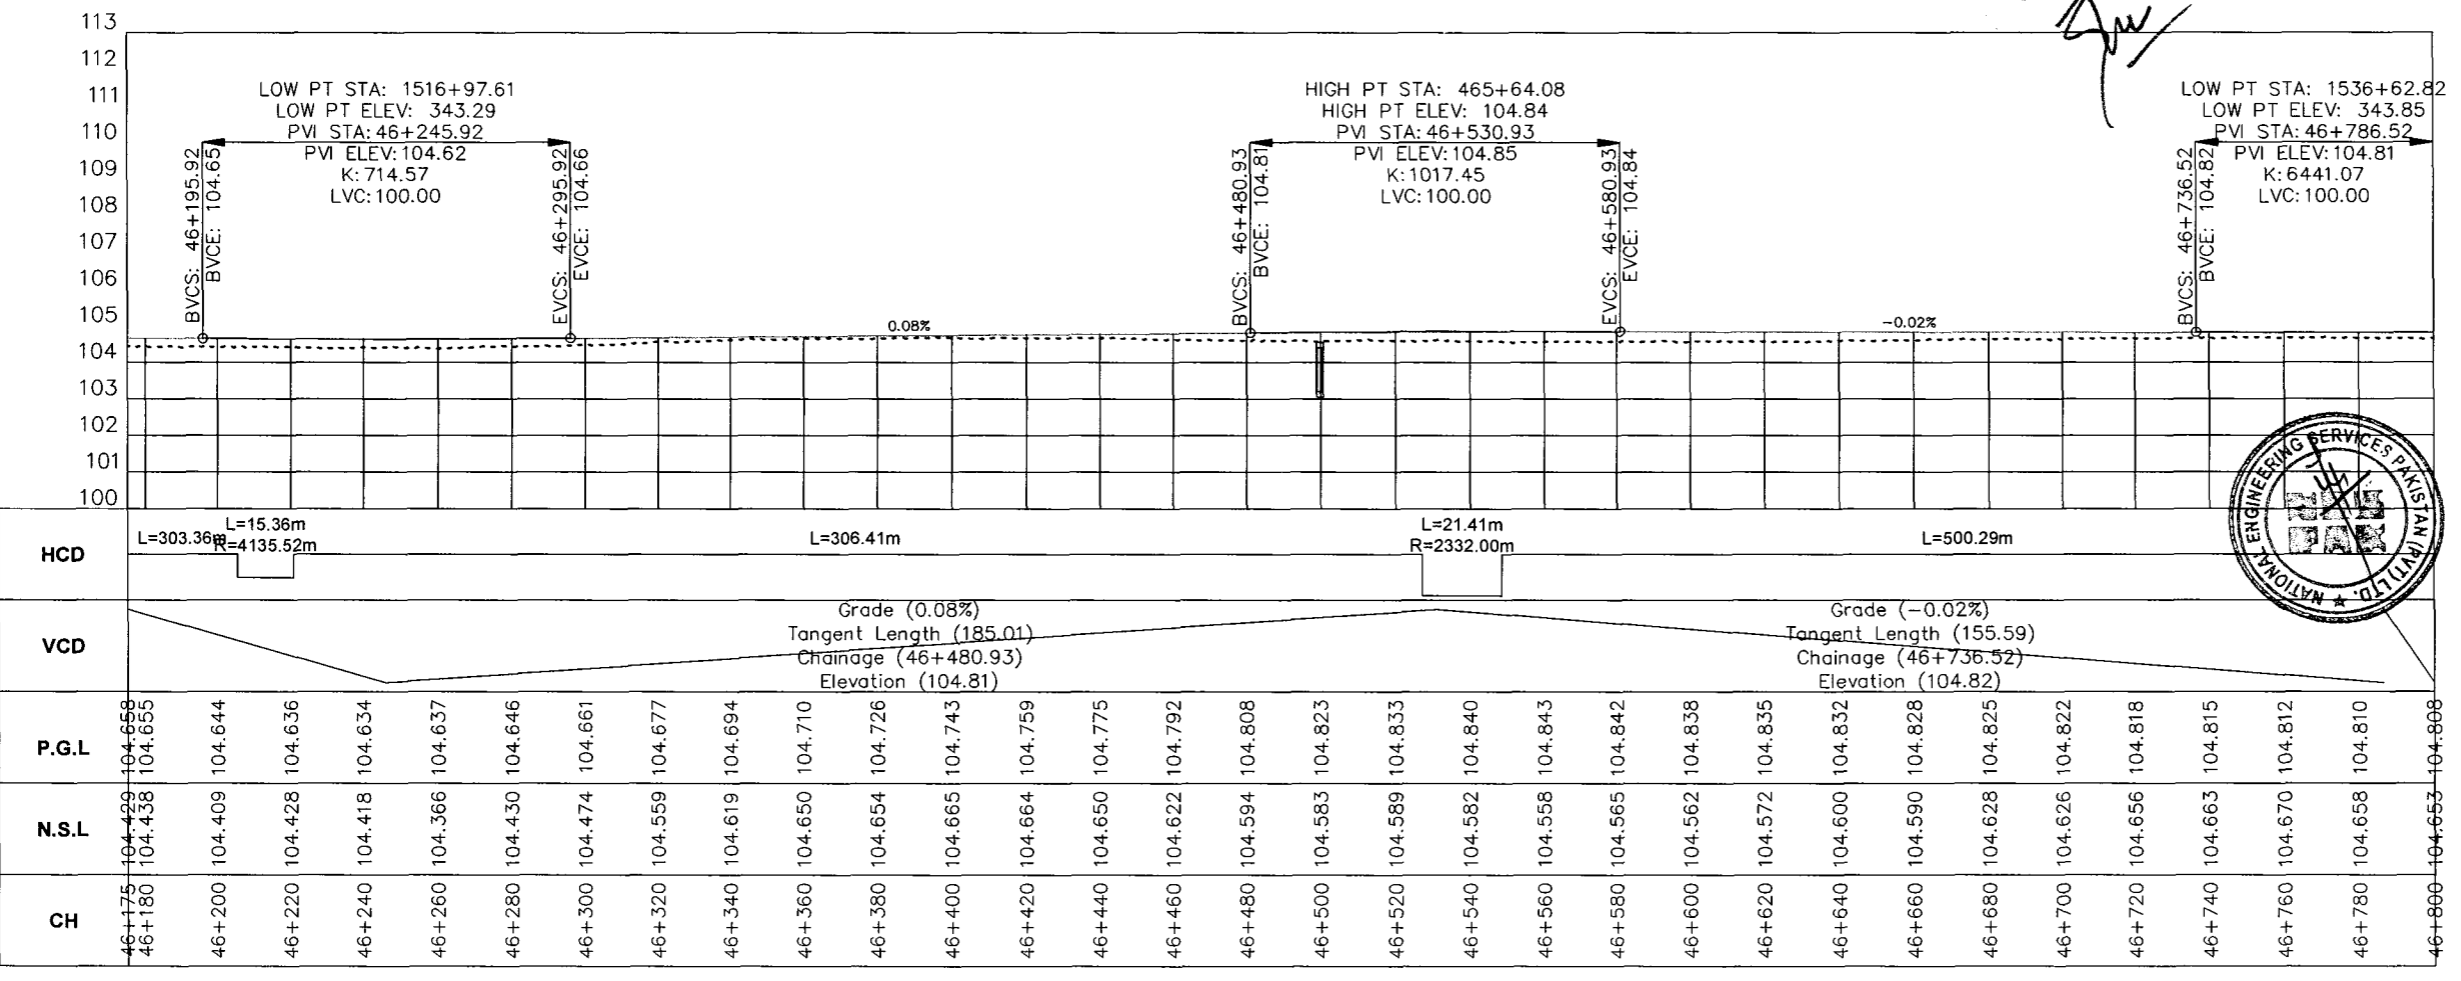 113
112
111
110
109
108
107
106
105
104
103
102
101
100
LOW PT STA: 1516+97.61
LOW PT ELEV: 343.29
PVI STA: 46+245.92
PVI ELEV: 104.62
K: 714.57
LVC: 100.00
BVCS: 46+195.92
BVCE: 104.65
EVCS: 46+295.92
EVCE: 104.66
HIGH PT STA: 465+64.08
HIGH PT ELEV: 104.84
PVI STA: 46+530.93
PVI ELEV: 104.85
K: 1017.45
LVC: 100.00
BVCS: 46+480.93
BVCE: 104.81
EVCS: 46+580.93
EVCE: 104.84
LOW PT STA: 1536+62.82
LOW PT ELEV: 343.85
PVI STA: 46+786.52
PVI ELEV: 104.81
K: 6441.07
LVC: 100.00
BVCS: 46+736.52
BVCE: 104.82
0.08%
-0.02%
NATIONAL ENGINEERING SERVICES PAKISTAN (PVT) LTD. ★
HCD
L=303.36m
L=15.36m
R=4135.52m
L=306.41m
L=21.41m
R=2332.00m
L=500.29m
VCD
Grade (0.08%)
Tangent Length (185.01)
Chainage (46+480.93)
Elevation (104.81)
Grade (-0.02%)
Tangent Length (155.59)
Chainage (46+736.52)
Elevation (104.82)
P.G.L 104.658 104.655 104.644 104.636 104.634 104.637 104.646 104.661 104.677 104.694 104.710 104.726 104.743 104.759 104.775 104.792 104.808 104.823 104.833 104.840 104.843 104.842 104.838 104.835 104.832 104.828 104.825 104.822 104.818 104.815 104.812 104.810 104.808
N.S.L 104.429 104.438 104.409 104.428 104.418 104.366 104.430 104.474 104.559 104.619 104.650 104.654 104.665 104.664 104.650 104.622 104.594 104.583 104.589 104.582 104.558 104.565 104.562 104.572 104.600 104.590 104.628 104.626 104.656 104.663 104.670 104.658 104.653
CH 46+175 46+180 46+200 46+220 46+240 46+260 46+280 46+300 46+320 46+340 46+360 46+380 46+400 46+420 46+440 46+460 46+480 46+500 46+520 46+540 46+560 46+580 46+600 46+620 46+640 46+660 46+680 46+700 46+720 46+740 46+760 46+780 46+800